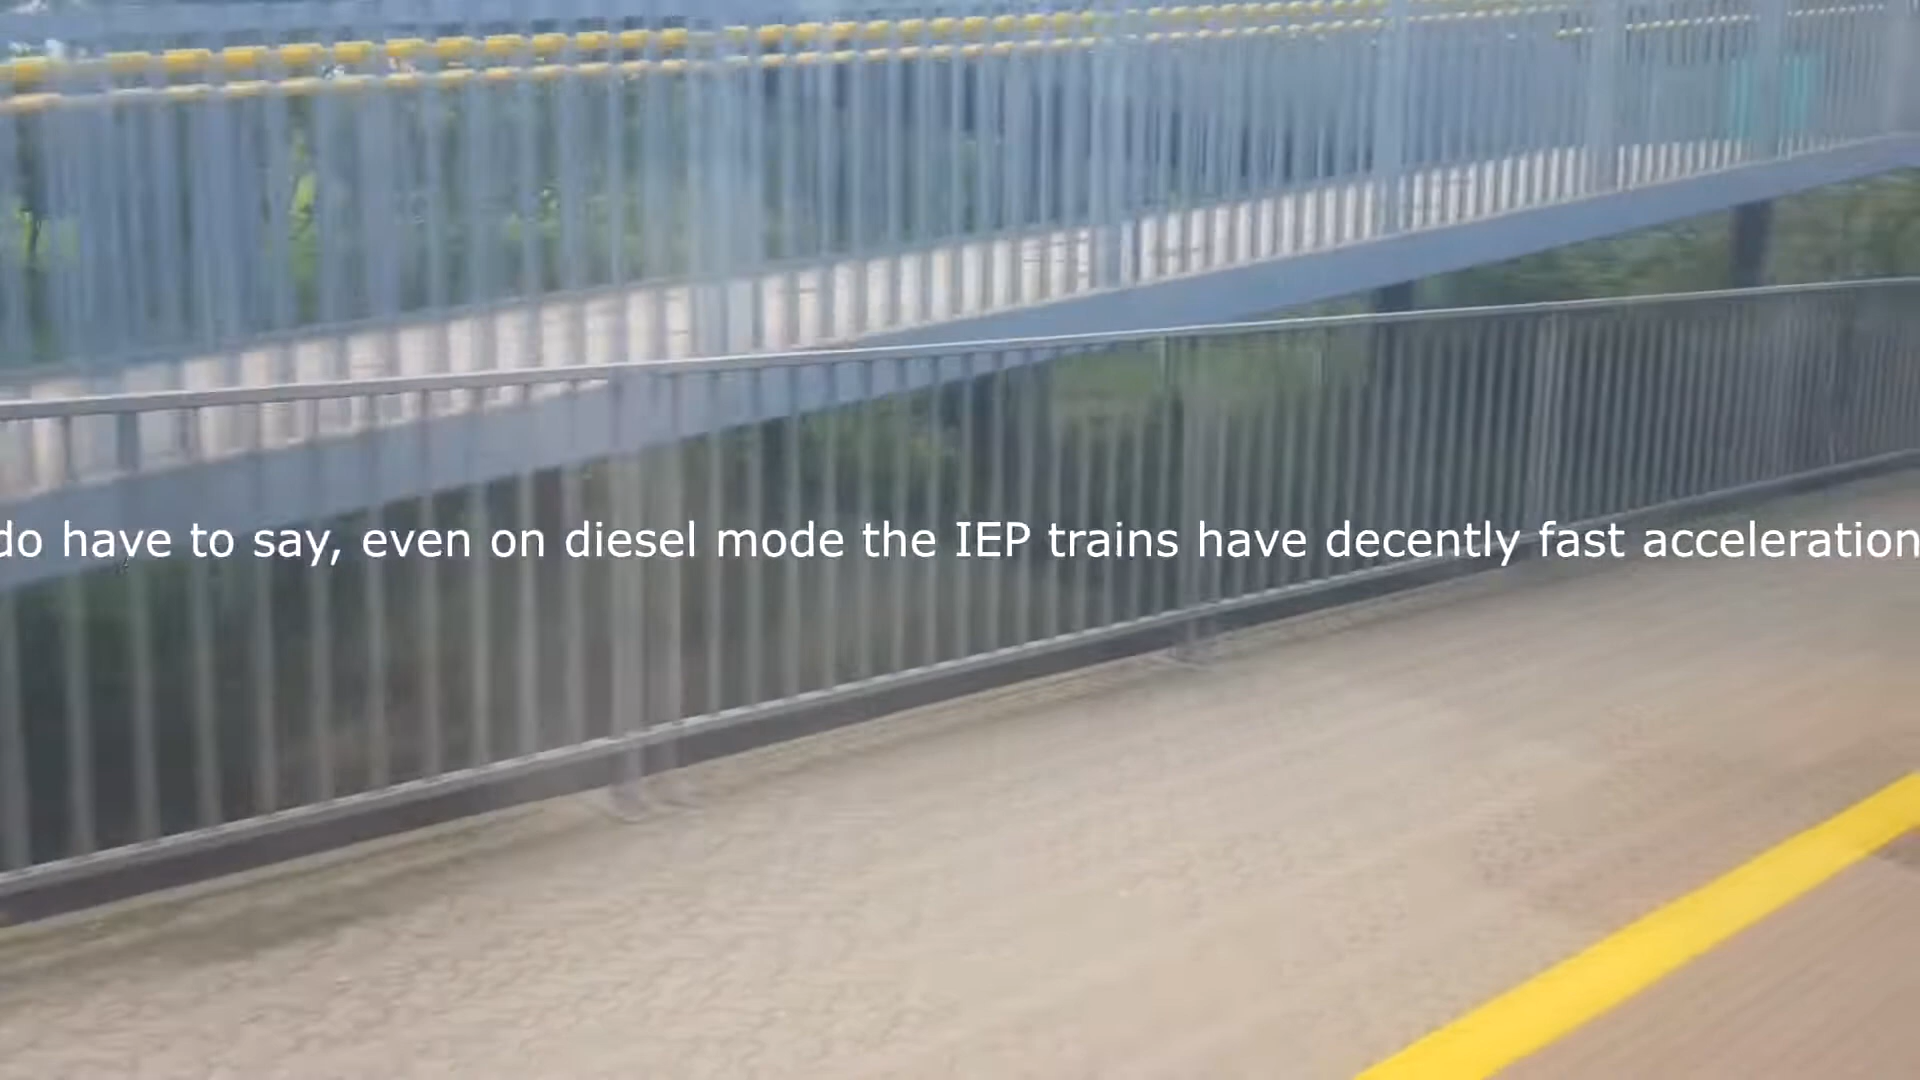 do have to say, even on diesel mode the IEP trains have decently fast acceleration